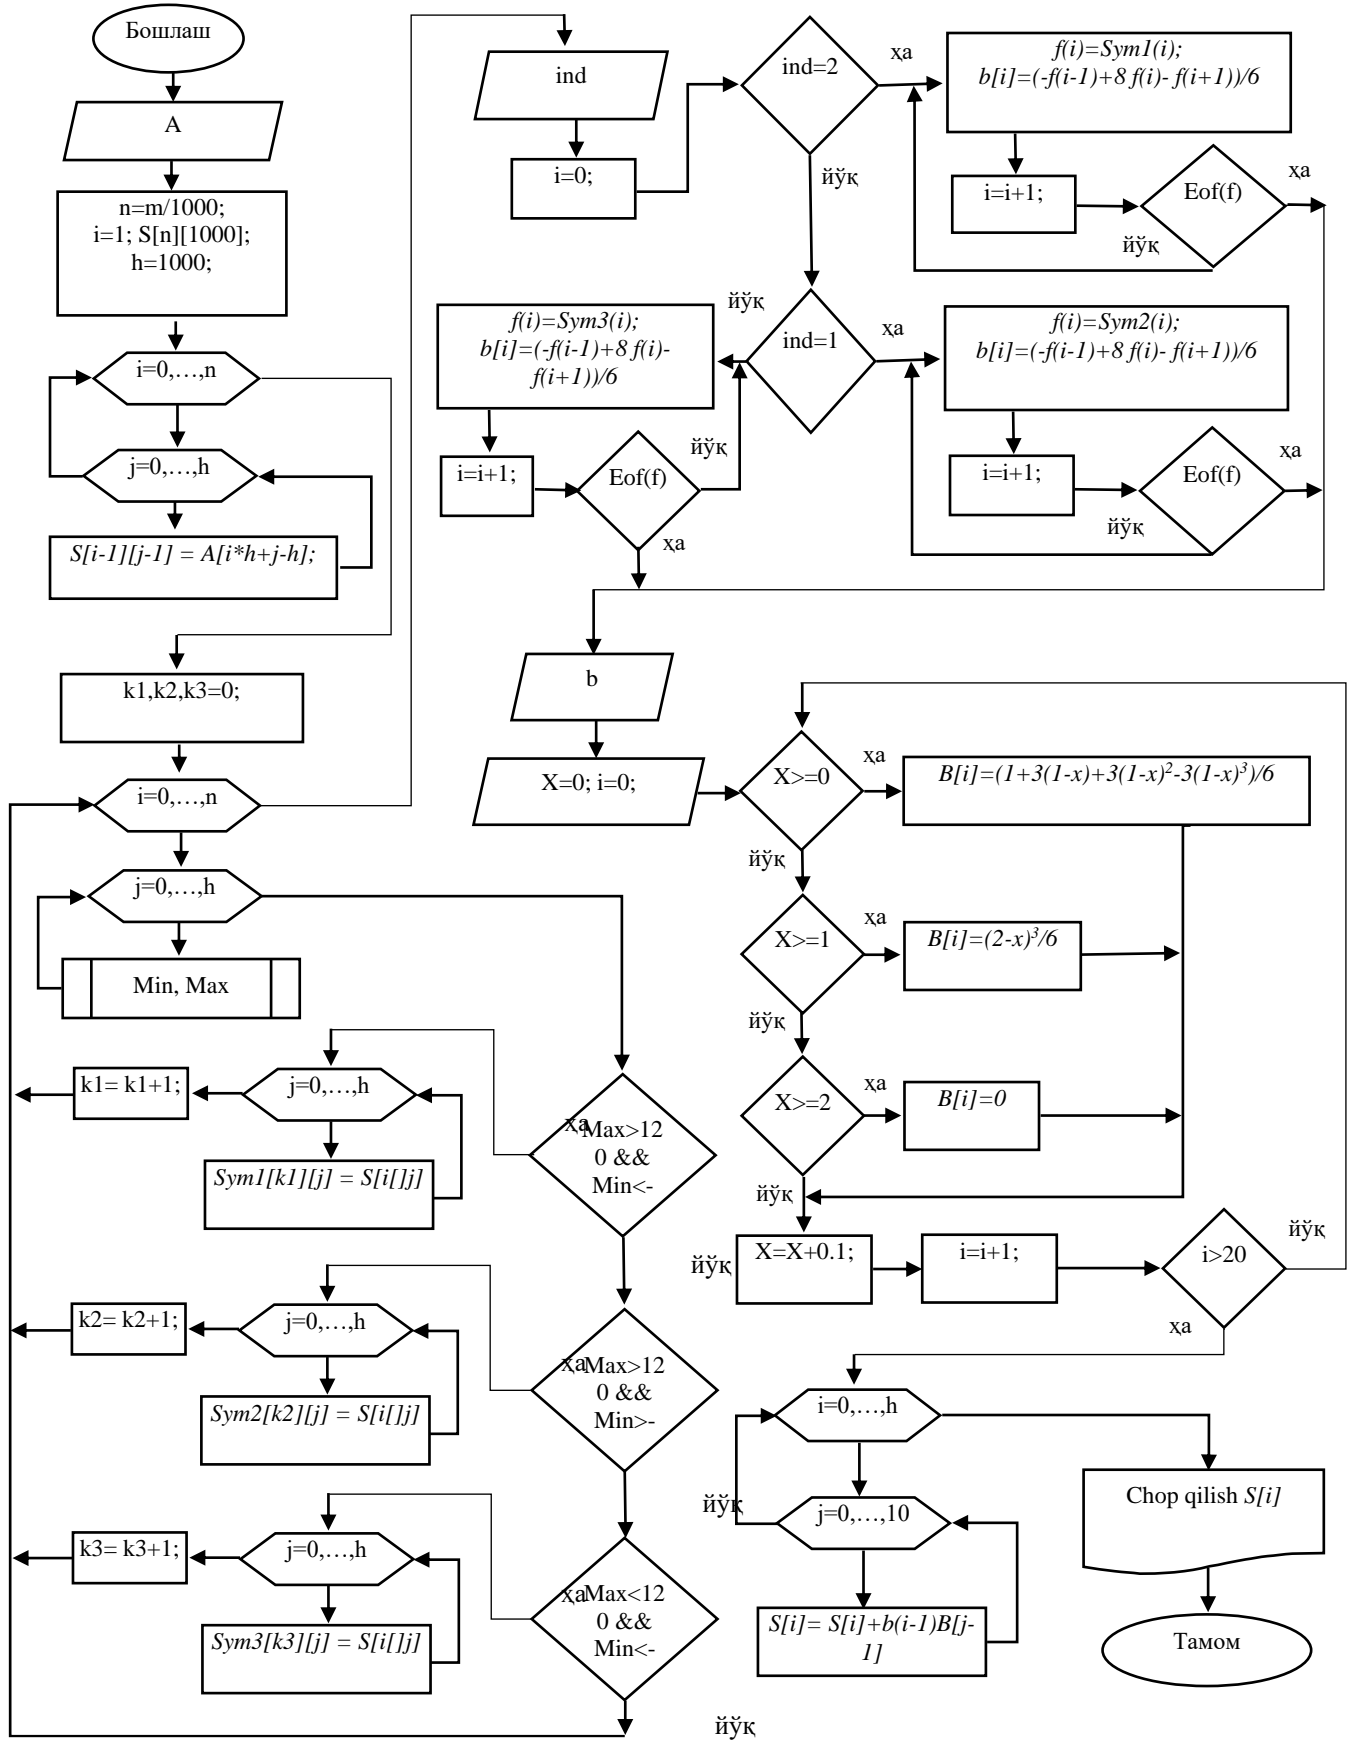 Бошлаш
A
n=m/1000;
i=1; S[n][1000];
h=1000;
i=0,…,n
j=0,…,h
S[i-1][j-1] = A[i*h+j-h];
k1,k2,k3=0;
i=0,…,n
j=0,…,h
Min, Max
k1= k1+1;
j=0,…,h
Sym1[k1][j] = S[i[]j]
ҳа
Max>12
0 &&
Min<-
k2= k2+1;
j=0,…,h
Sym2[k2][j] = S[i[]j]
ҳа
Max>12
0 &&
Min>-
k3= k3+1;
j=0,…,h
Sym3[k3][j] = S[i[]j]
ҳа
Max<12
0 &&
Min<-
йўқ
ind
i=0;
ind=2
ҳа
f(i)=Sym1(i);
b[i]=(-f(i-1)+8 f(i)- f(i+1))/6
i=i+1;
Eof(f)
ҳа
йўқ
йўқ
ind=1
ҳа
f(i)=Sym2(i);
b[i]=(-f(i-1)+8 f(i)- f(i+1))/6
i=i+1;
Eof(f)
ҳа
йўқ
йўқ
f(i)=Sym3(i);
b[i]=(-f(i-1)+8 f(i)-
f(i+1))/6
i=i+1;
Eof(f)
йўқ
ҳа
b
X=0; i=0;
X>=0
ҳа
B[i]=(1+3(1-x)+3(1-x)²-3(1-x)³)/6
йўқ
X>=1
ҳа
B[i]=(2-x)³/6
йўқ
X>=2
ҳа
B[i]=0
йўқ
йўқ
X=X+0.1;
i=i+1;
i>20
йўқ
ҳа
i=0,…,h
йўқ
j=0,…,10
S[i]= S[i]+b(i-1)B[j-
1]
Chop qilish S[i]
Тамом